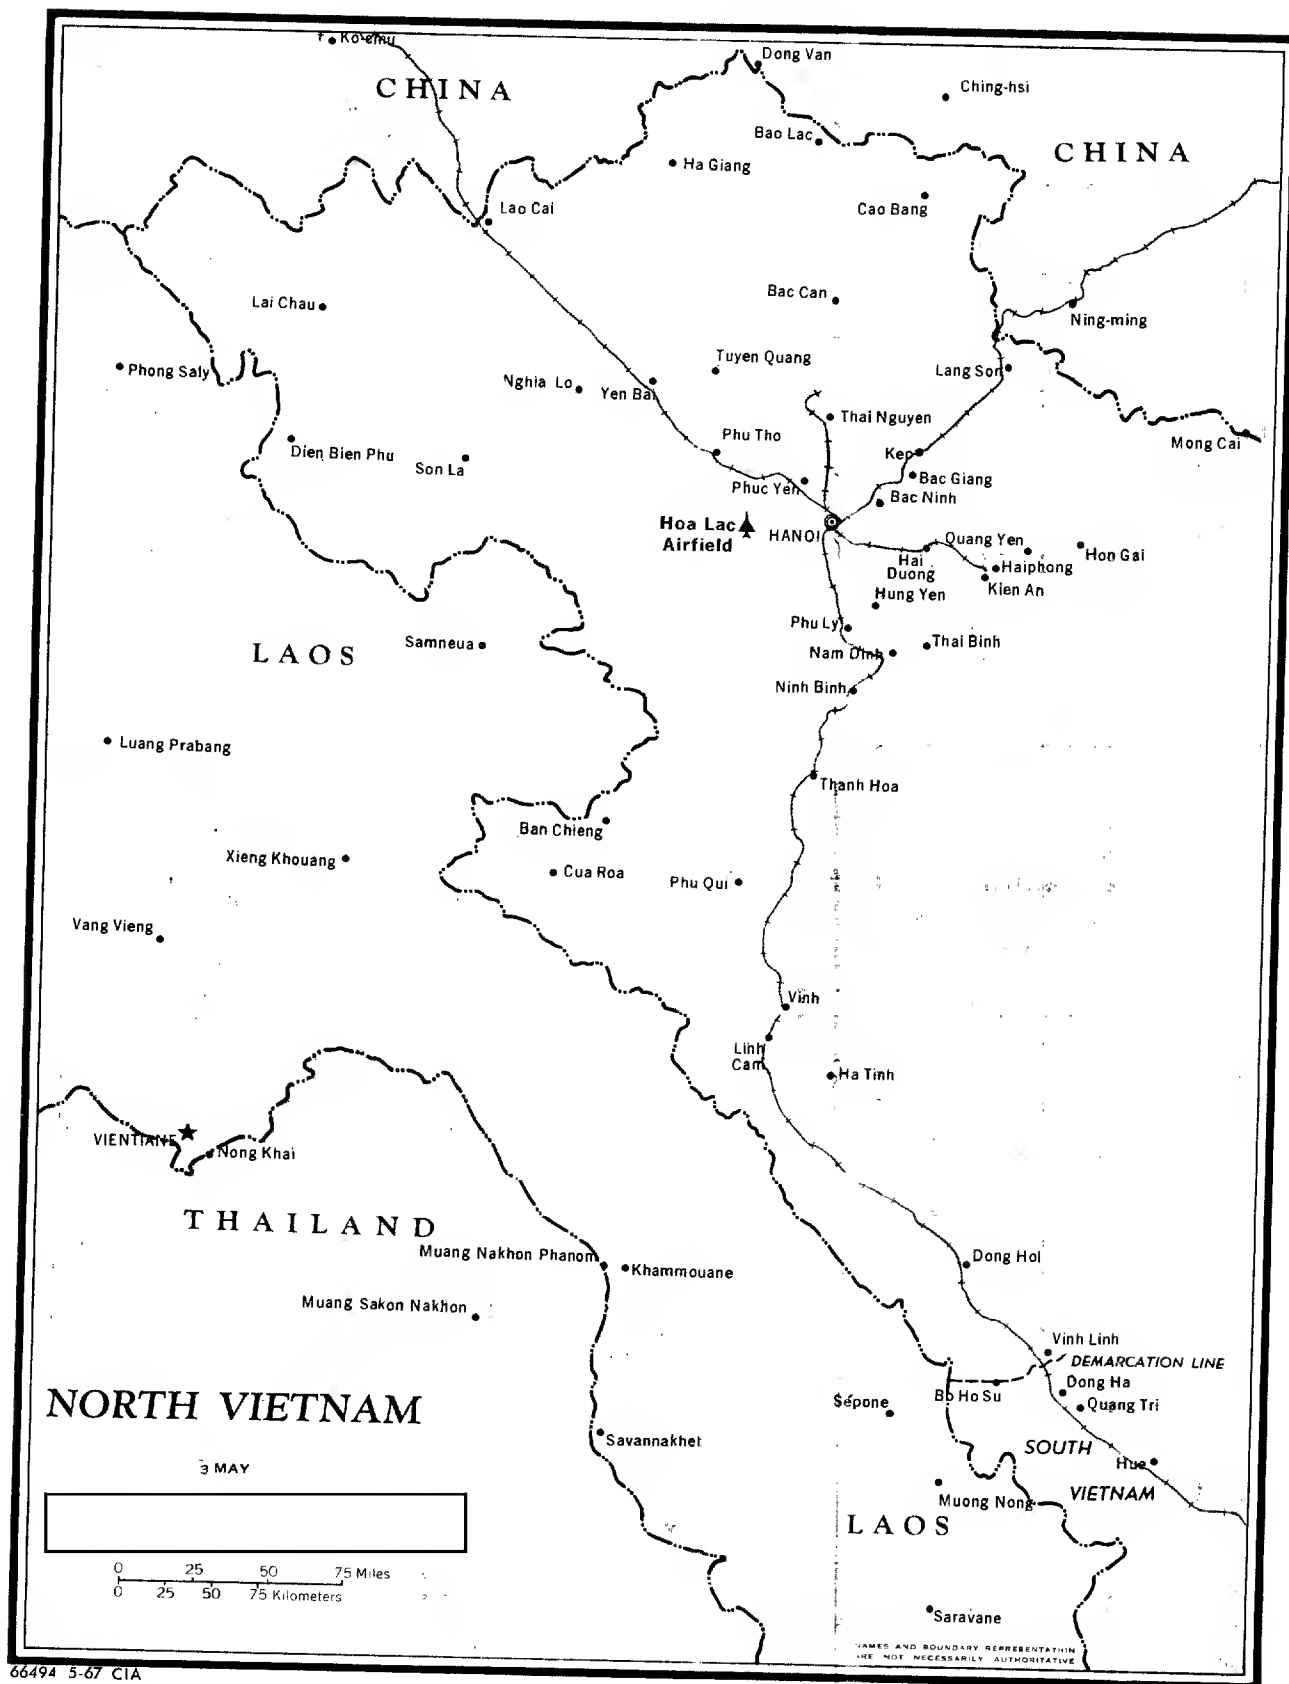 Ko-chiu
Dong Van
CHINA
Ching-hsi
Bao Lac
CHINA
Ha Giang
Cao Bang
Lao Cai
Bac Can
Lai Chau
Ning-ming
Tuyen Quang
Phong Saly
Lang Son
Nghia Lo
Yen Bai
Thai Nguyen
Phu Tho
Mong Cai
Dien Bien Phu
Kep
Son La
Bac Giang
Phuc Yen
Bac Ninh
Hoa Lac
Airfield
HANOI
Quang Yen
Hon Gai
Hai
Duong
Haiphong
Kien An
Hung Yen
Phu Ly
Samneua
Thai Binh
LAOS
Nam Dinh
Ninh Binh
Luang Prabang
Thanh Hoa
Ban Chieng
Xieng Khouang
Cua Roa
Phu Qui
Vang Vieng
Vinh
Linh
Cam
Ha Tinh
VIENTIANE
Nong Khai
THAILAND
Muang Nakhon Phanom
Khammouane
Dong Hoi
Muang Sakon Nakhon
Vinh Linh
DEMARCATION LINE
Dong Ha
Bo Ho Su
Quang Tri
Sépone
NORTH VIETNAM
Savannakhet
SOUTH
VIETNAM
Hue
3 MAY
Muong Nong
LAOS
0 25 50 75 Miles
0 25 50 75 Kilometers
Saravane
NAMES AND BOUNDARY REPRESENTATION
ARE NOT NECESSARILY AUTHORITATIVE
66494 5-67 CIA